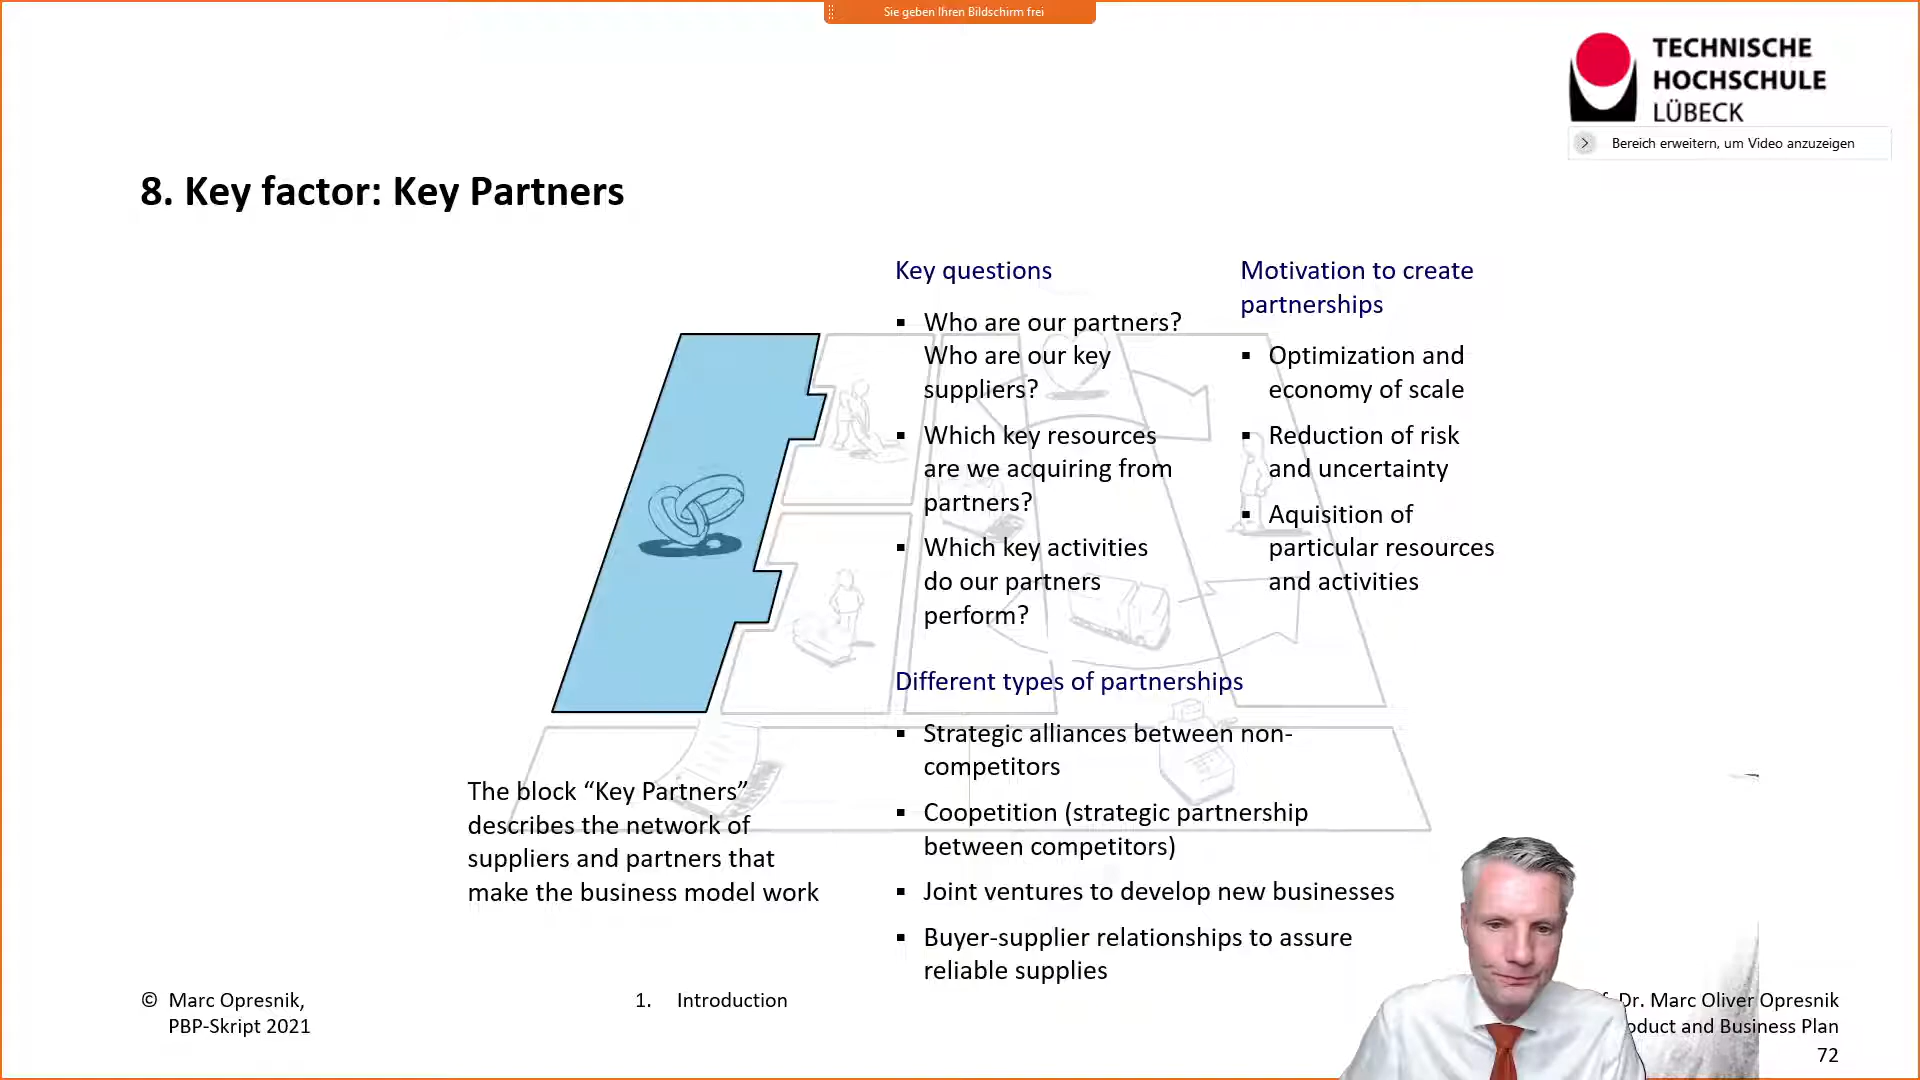 Sie geben Ihren Bildschirm frei
TECHNISCHE
HOCHSCHULE
LÜBECK
Bereich erweitern, um Video anzuzeigen
8. Key factor: Key Partners
Key questions
▪ Who are our partners?
Who are our key
suppliers?
▪ Which key resources
are we acquiring from
partners?
▪ Which key activities
do our partners
perform?
Motivation to create
partnerships
▪ Optimization and
economy of scale
▪ Reduction of risk
and uncertainty
▪ Aquisition of
particular resources
and activities
Different types of partnerships
▪ Strategic alliances between non-
competitors
▪ Coopetition (strategic partnership
between competitors)
▪ Joint ventures to develop new businesses
▪ Buyer-supplier relationships to assure
reliable supplies
The block “Key Partners”
describes the network of
suppliers and partners that
make the business model work
© Marc Opresnik,
PBP-Skript 2021
1. Introduction
Dr. Marc Oliver Opresnik
and Business Plan
72